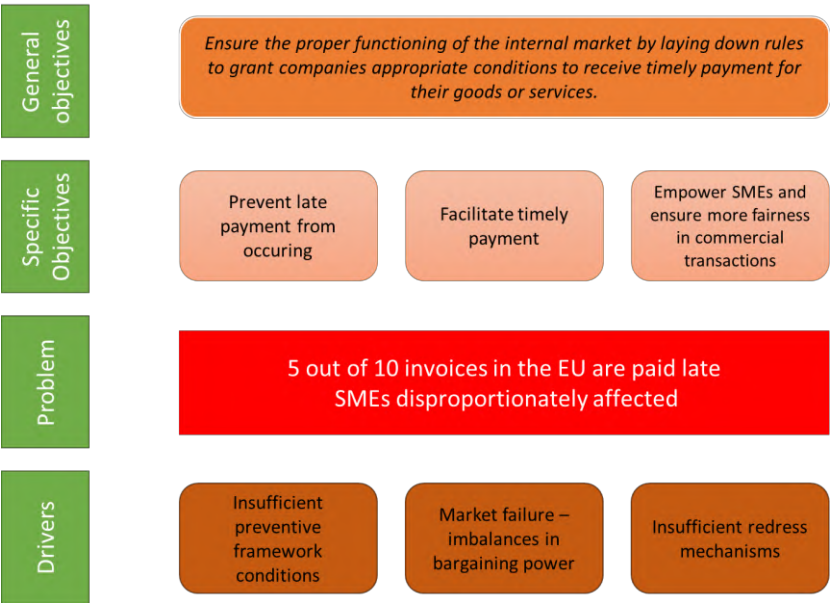 General
objectives
Ensure the proper functioning of the internal market by laying down rules
to grant companies appropriate conditions to receive timely payment for
their goods or services.
Specific
Objectives
Prevent late
payment from
occuring
Facilitate timely
payment
Empower SMEs and
ensure more fairness
in commercial
transactions
Problem
5 out of 10 invoices in the EU are paid late
SMEs disproportionately affected
Drivers
Insufficient
preventive
framework
conditions
Market failure –
imbalances in
bargaining power
Insufficient redress
mechanisms